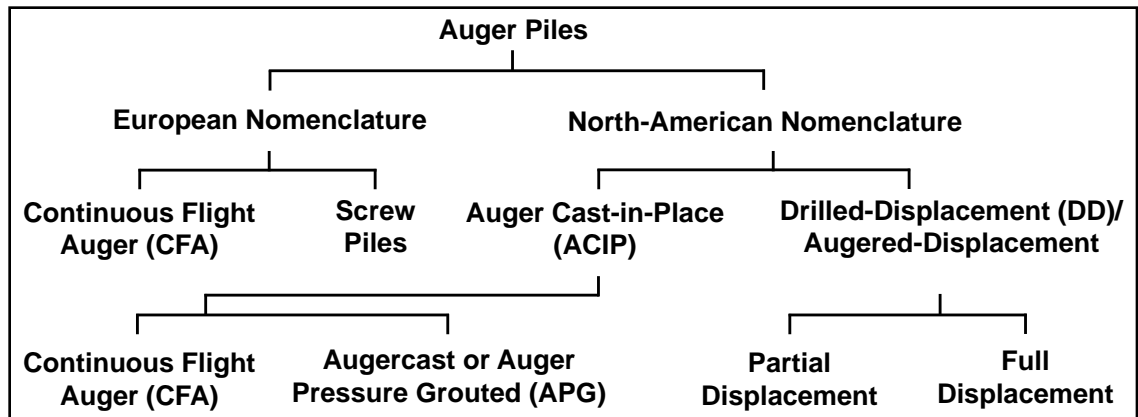 Auger Piles
European Nomenclature
North-American Nomenclature
Continuous Flight
Auger (CFA)
Screw
Piles
Auger Cast-in-Place
(ACIP)
Drilled-Displacement (DD)/
Augered-Displacement
Continuous Flight
Auger (CFA)
Augercast or Auger
Pressure Grouted (APG)
Partial
Displacement
Full
Displacement